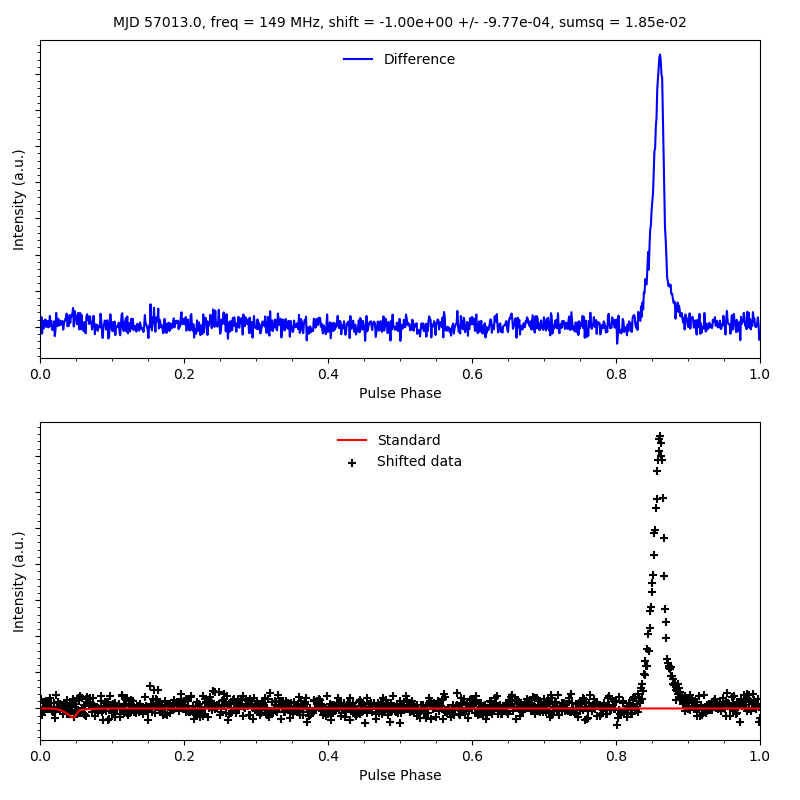 MJD 57013.0, freq = 149 MHz, shift = -1.00e+00 +/- -9.77e-04, sumsq = 1.85e-02
Difference
Intensity (a.u.)
0.0 0.2 0.4 0.6 0.8 1.0
Pulse Phase
Standard
Shifted data
Intensity (a.u.)
0.0 0.2 0.4 0.6 0.8 1.0
Pulse Phase